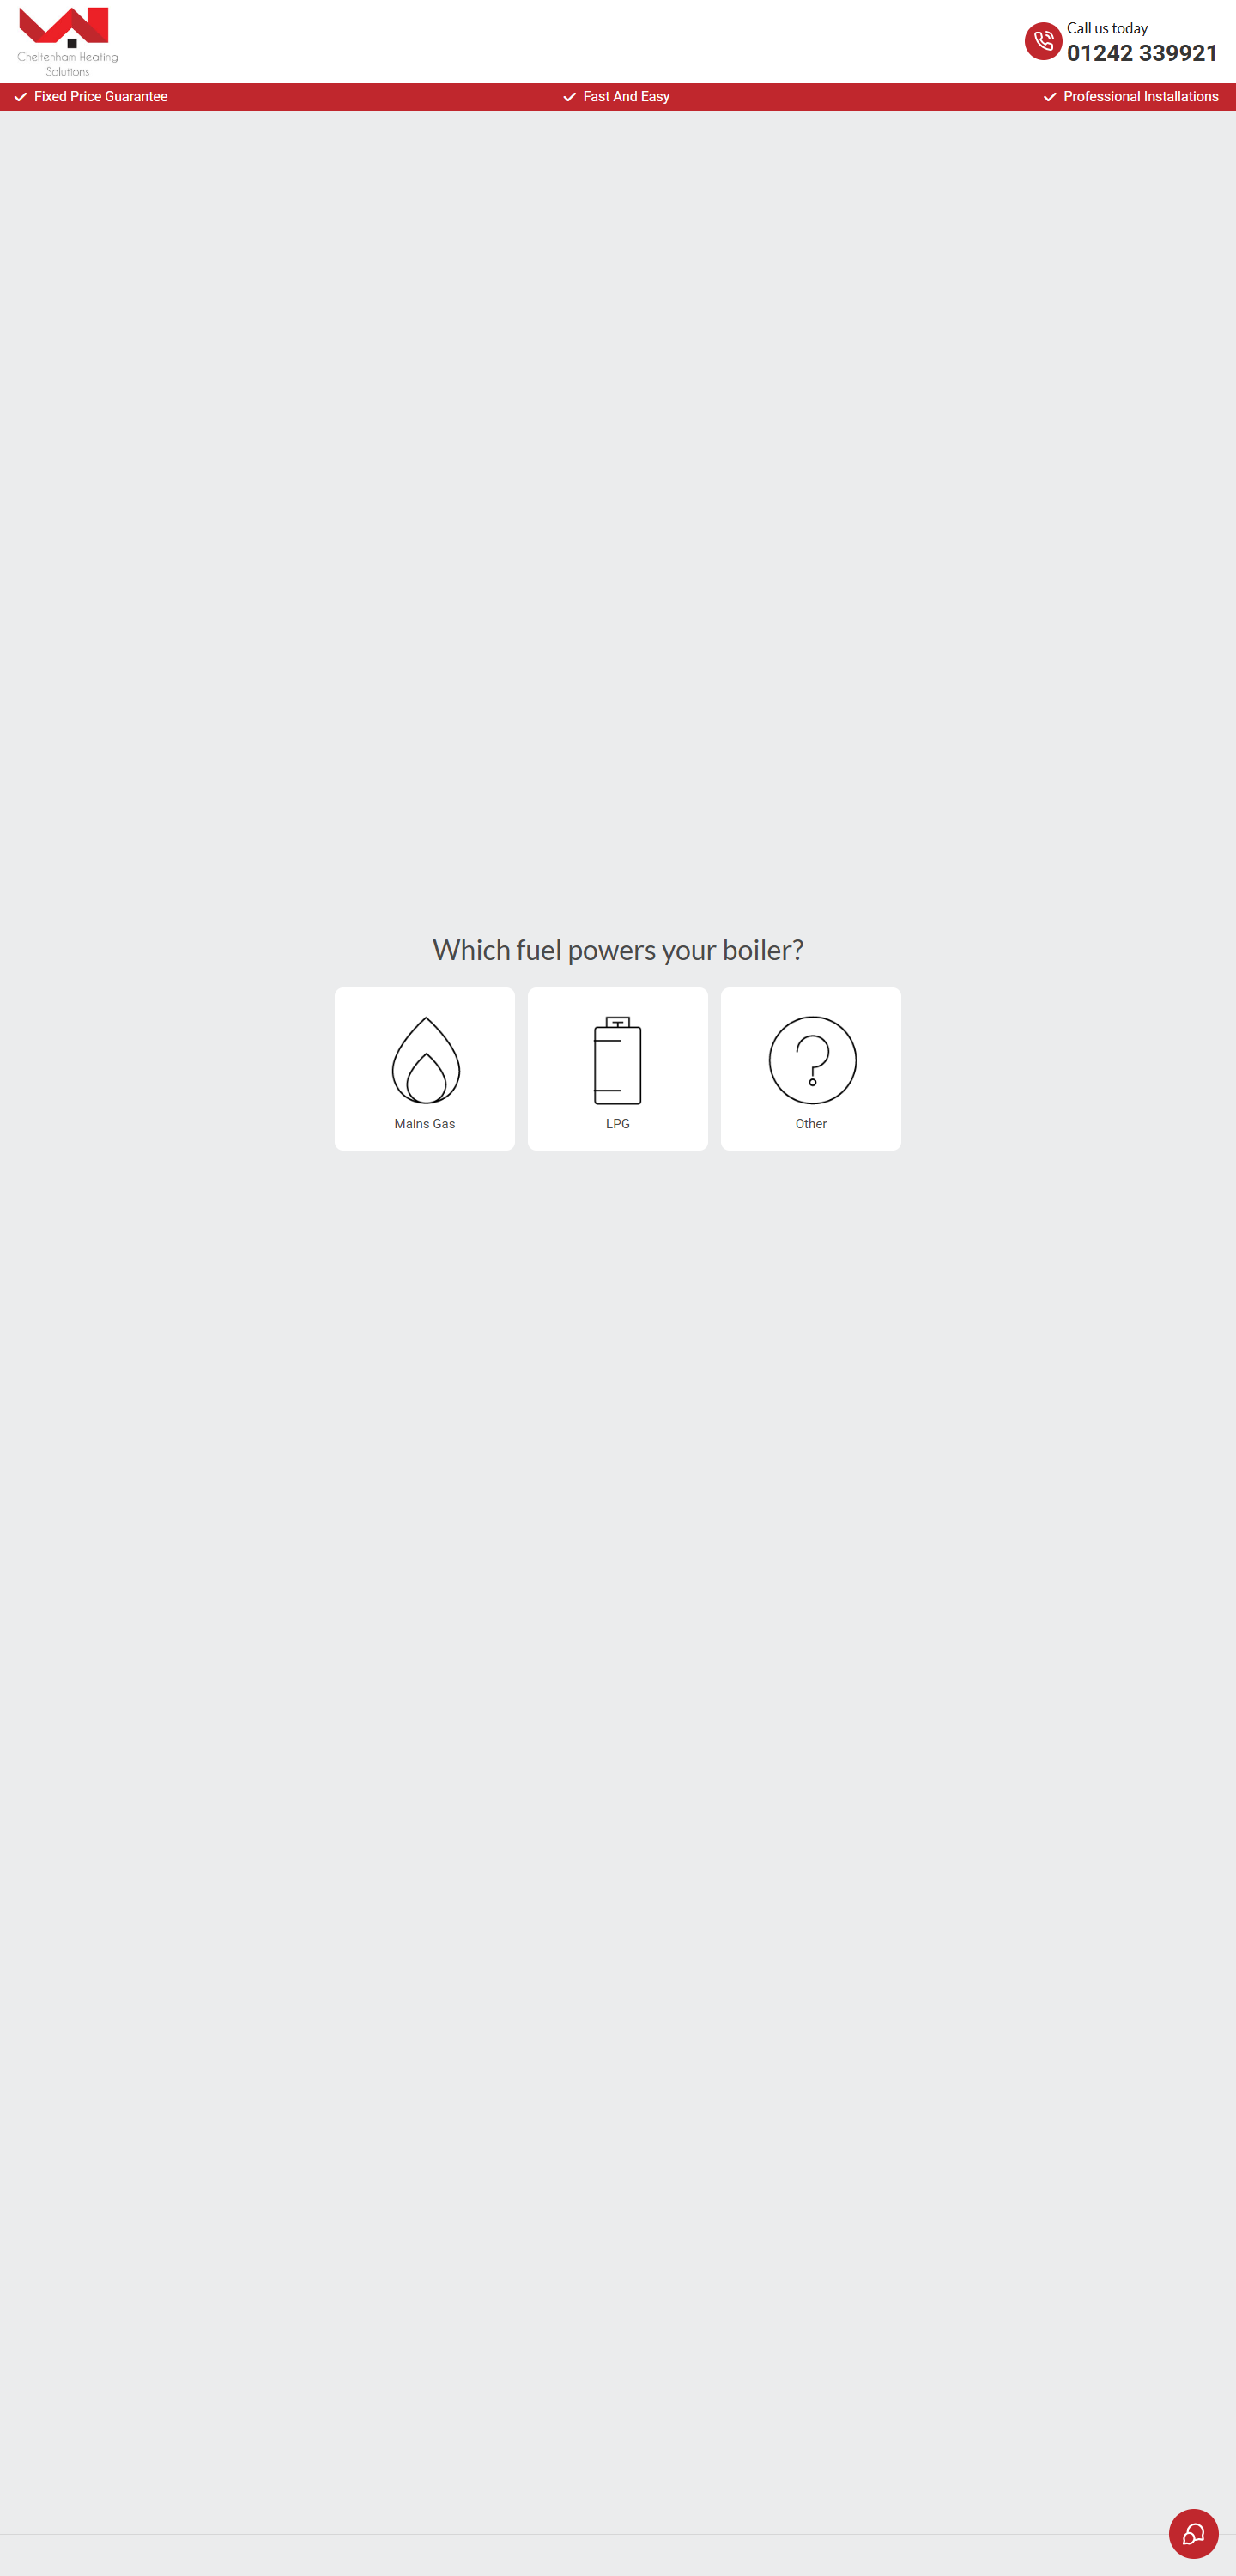 Cheltenham Heating
Solutions
Call us today
01242 339921
Fixed Price Guarantee
Fast And Easy
Professional Installations
Which fuel powers your boiler?
Mains Gas
LPG
Other